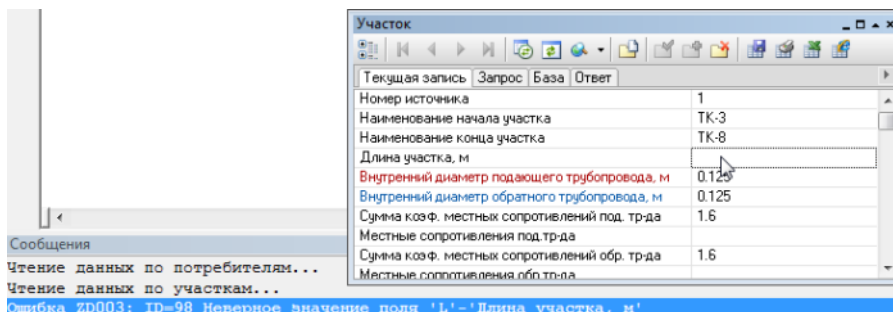 Участок
Текущая запись Запрос База Ответ
Номер источника 1
Наименование начала участка ТК-3
Наименование конца участка ТК-8
Длина участка, м
Внутренний диаметр подающего трубопровода, м 0.125
Внутренний диаметр обратного трубопровода, м 0.125
Сумма коэф. местных сопротивлений под. тр-да 1.6
Местные сопротивления под.тр-да
Сумма коэф. местных сопротивлений обр. тр-да 1.6
Местные сопротивления обр.тр-да
Сообщения
Чтение данных по потребителям...
Чтение данных по участкам...
Ошибка ZD003: ID=98 Неверное значение поля 'L'-'Длина участка, м'